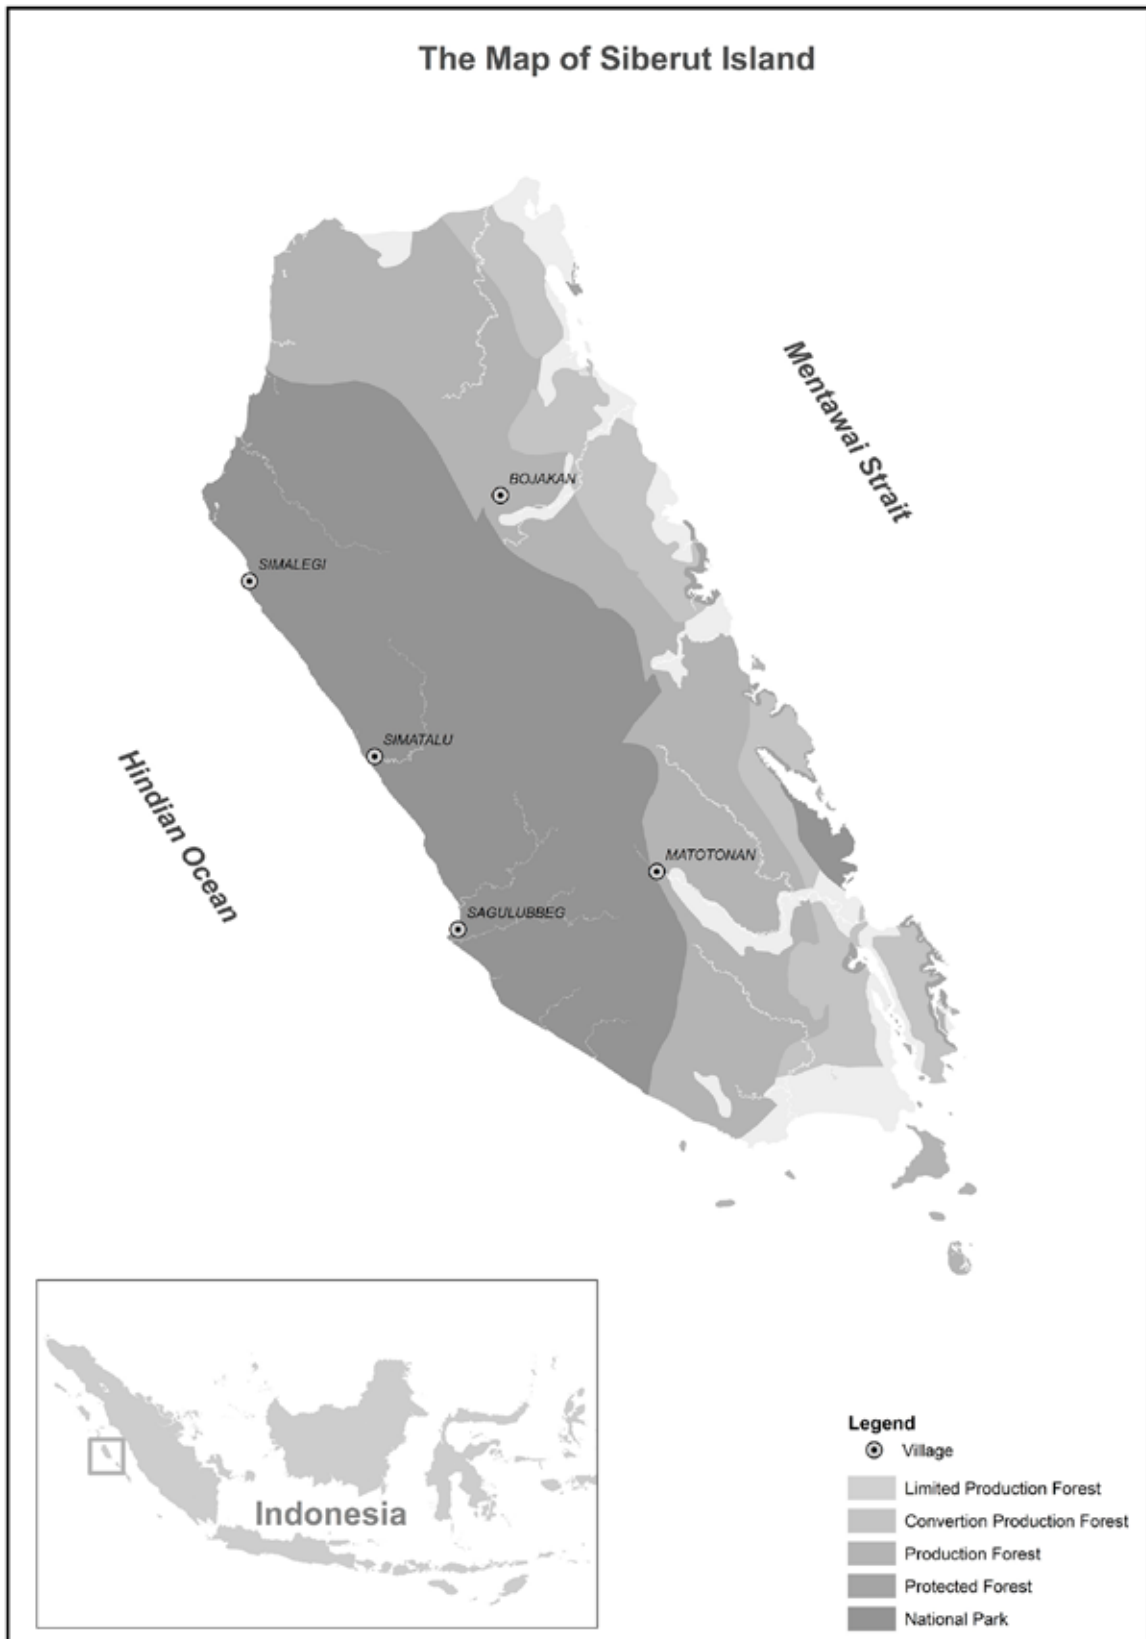 The Map of Siberut Island
Mentawai Strait
BOJAKAN
SIMALEGI
SIMATALU
Hindian Ocean
MATOTONAN
SAGULUBBEG
Indonesia
Legend
Village
Limited Production Forest
Convertion Production Forest
Production Forest
Protected Forest
National Park